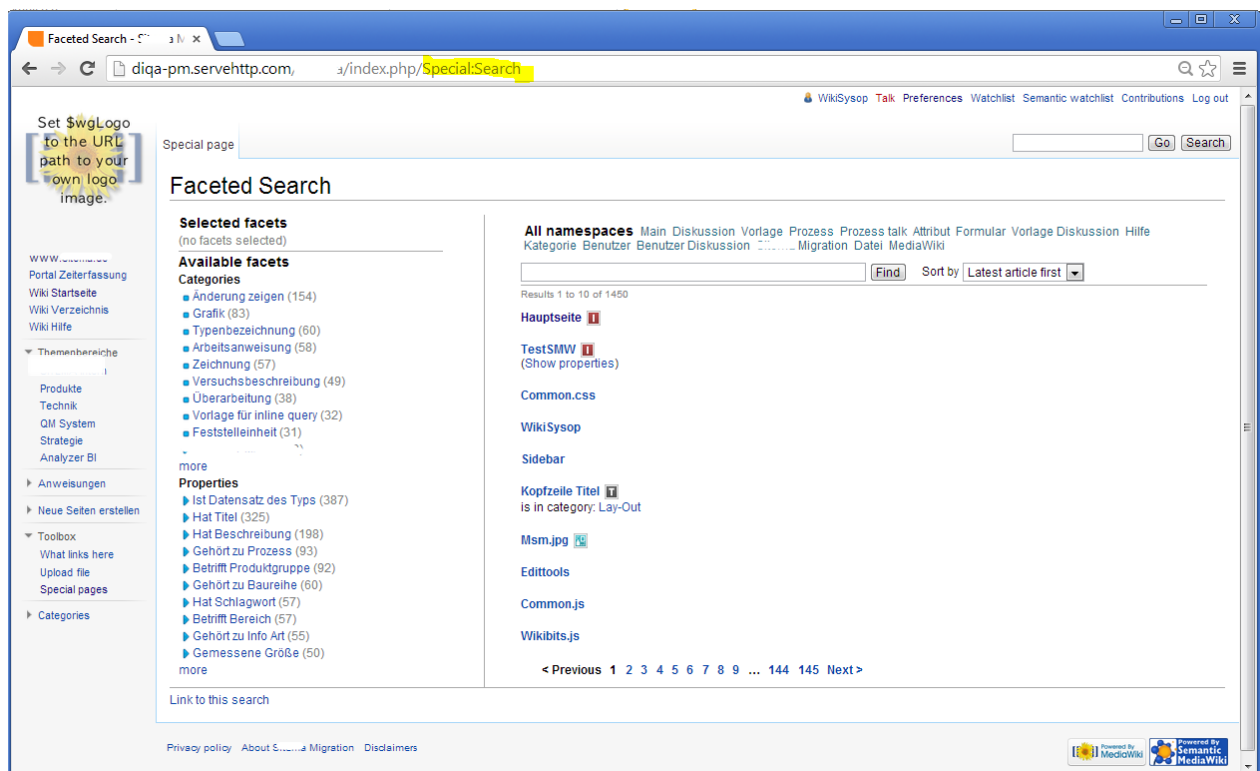 Faceted Search - S
diqa-pm.servehttp.com, a/index.php/Special:Search
WikiSysop Talk Preferences Watchlist Semantic watchlist Contributions Log out
Set $wgLogo
to the URL
path to your
own logo
image.
Special page
Go Search
Faceted Search
Selected facets
(no facets selected)
Available facets
Categories
Änderung zeigen (154)
Grafik (83)
Typenbezeichnung (60)
Arbeitsanweisung (58)
Zeichnung (57)
Versuchsbeschreibung (49)
Überarbeitung (38)
Vorlage für inline query (32)
Feststelleinheit (31)
more
Properties
Ist Datensatz des Typs (387)
Hat Titel (325)
Hat Beschreibung (198)
Gehört zu Prozess (93)
Betrifft Produktgruppe (92)
Gehört zu Baureihe (60)
Hat Schlagwort (57)
Betrifft Bereich (57)
Gehört zu Info Art (55)
Gemessene Größe (50)
more
Link to this search
All namespaces Main Diskussion Vorlage Prozess Prozess talk Attribut Formular Vorlage Diskussion Hilfe
Kategorie Benutzer Benutzer Diskussion Migration Datei MediaWiki
Find Sort by Latest article first
Results 1 to 10 of 1450
Hauptseite
TestSMW
(Show properties)
Common.css
WikiSysop
Sidebar
Kopfzeile Titel
is in category: Lay-Out
Msm.jpg
Edittools
Common.js
Wikibits.js
< Previous 1 2 3 4 5 6 7 8 9 ... 144 145 Next >
www.
Portal Zeiterfassung
Wiki Startseite
Wiki Verzeichnis
Wiki Hilfe
Themenbereiche
Produkte
Technik
QM System
Strategie
Analyzer BI
Anweisungen
Neue Seiten erstellen
Toolbox
What links here
Upload file
Special pages
Categories
Privacy policy About Migration Disclaimers
Powered By
MediaWiki
Powered By
Semantic
MediaWiki